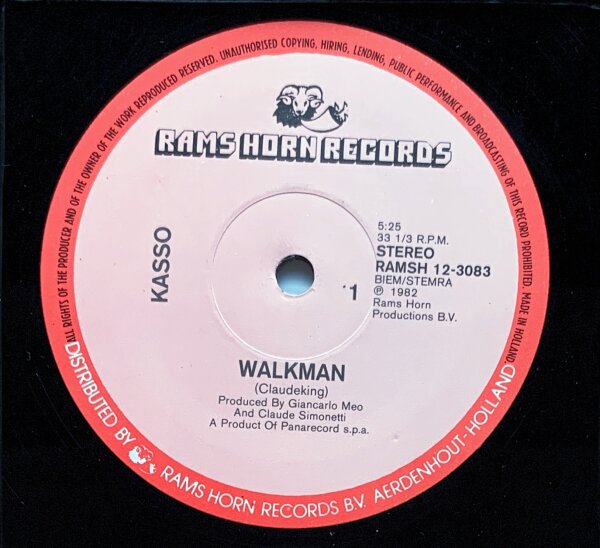 ALL RIGHTS OF THE PRODUCER AND OF THE OWNER OF THE WORK REPRODUCED RESERVED. UNAUTHORISED COPYING, HIRING, LENDING, PUBLIC PERFORMANCE AND BROADCASTING OF THIS RECORD PROHIBITED. MADE IN HOLLAND.
RAMS HORN RECORDS
KASSO
5:25
33 1/3 R.P.M.
STEREO
RAMSH 12-3083
BIEM/STEMRA
℗ 1982
Rams Horn
Productions B.V.
1
WALKMAN
(Claudeking)
Produced By Giancarlo Meo
And Claude Simonetti
A Product Of Panarecord s.p.a.
DISTRIBUTED BY RAMS HORN RECORDS B.V. AERDENHOUT-HOLLAND